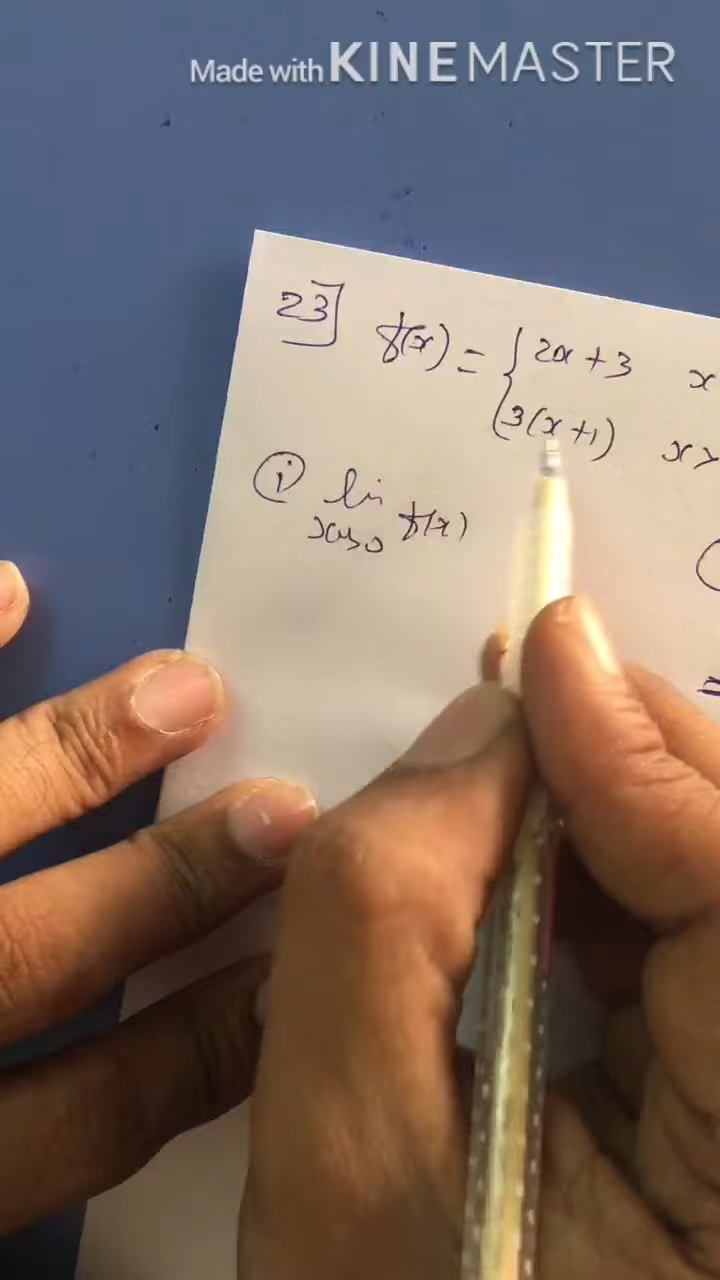 Made with KINEMASTER
23] f(x) = { 2x + 3 x
3(x+1) x>
(i) lim f(x)
x→0